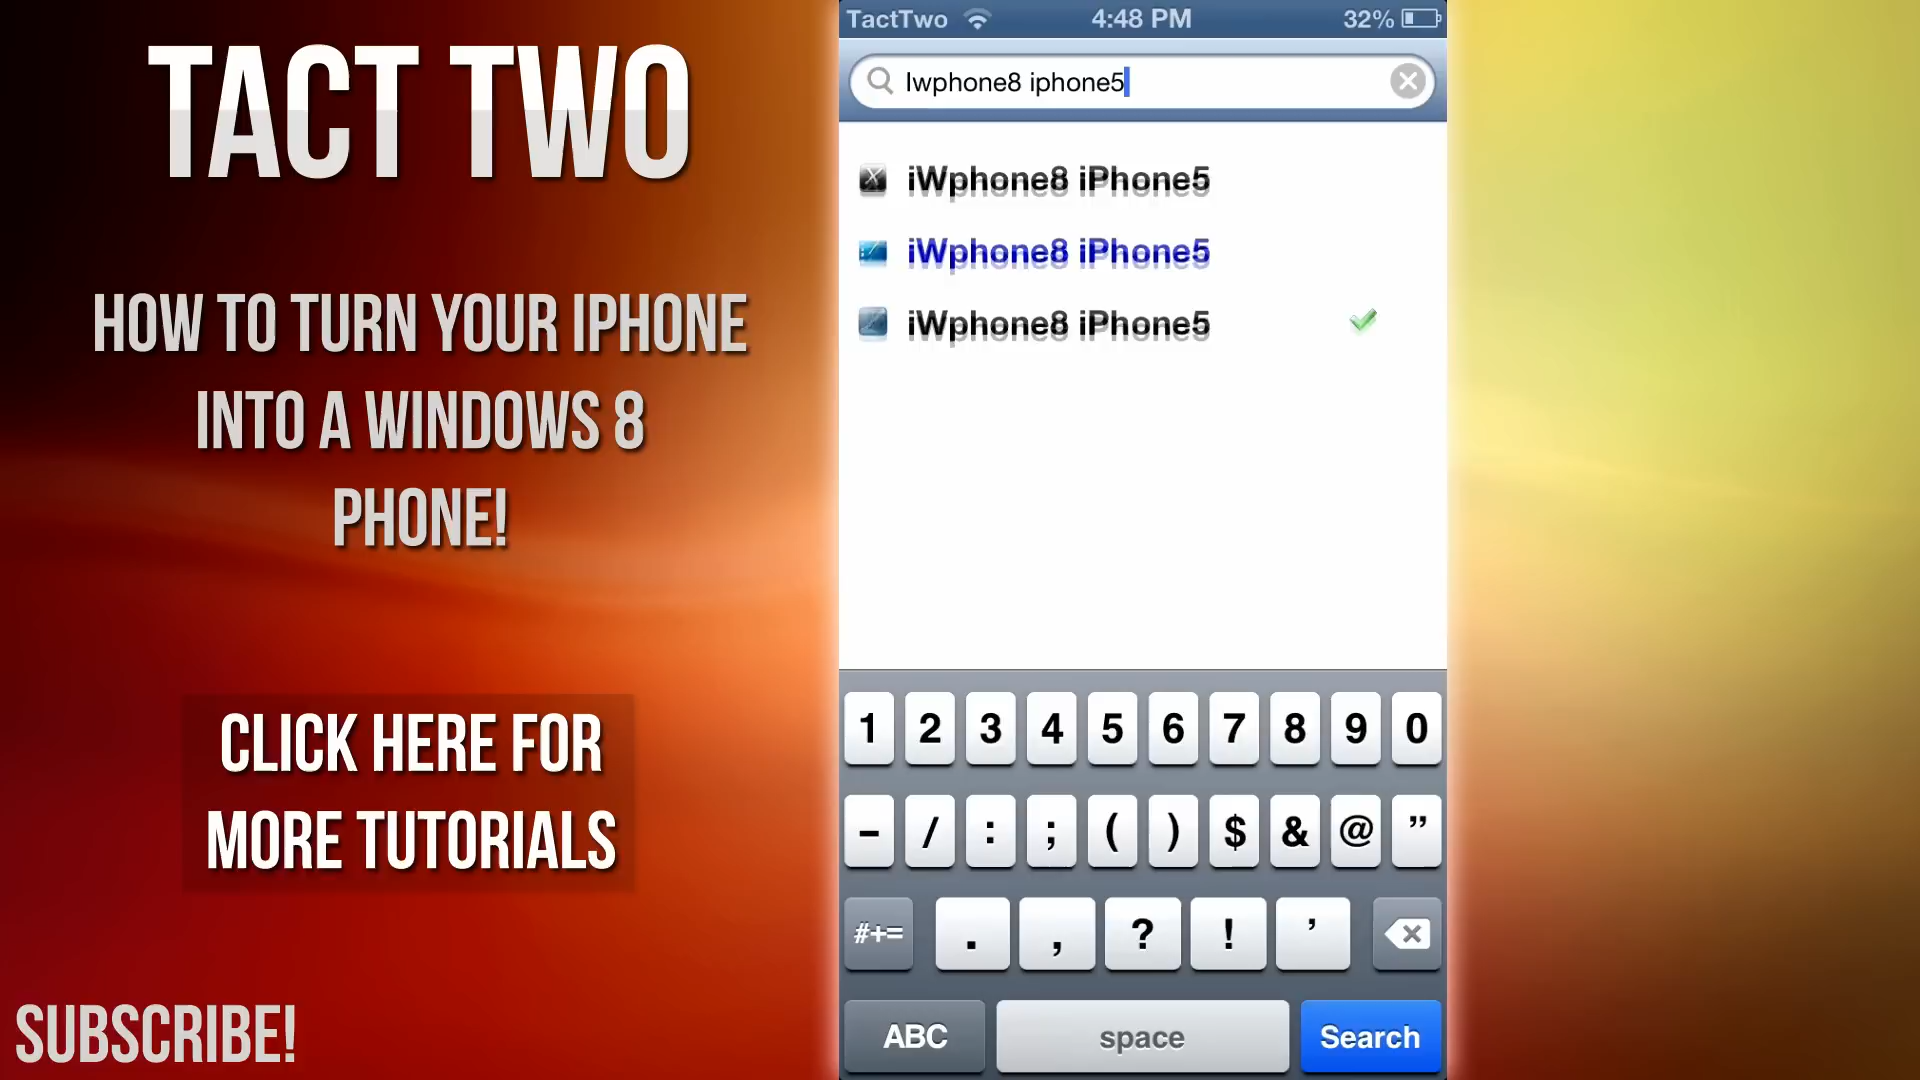 TACT TWO
HOW TO TURN YOUR IPHONE
INTO A WINDOWS 8
PHONE!
CLICK HERE FOR
MORE TUTORIALS
SUBSCRIBE!
TactTwo 4:48 PM 32%
Iwphone8 iphone5
iWphone8 iPhone5
iWphone8 iPhone5
iWphone8 iPhone5
1 2 3 4 5 6 7 8 9 0
- / : ; ( ) $ & @ ”
#+= . , ? ! ’
ABC space Search